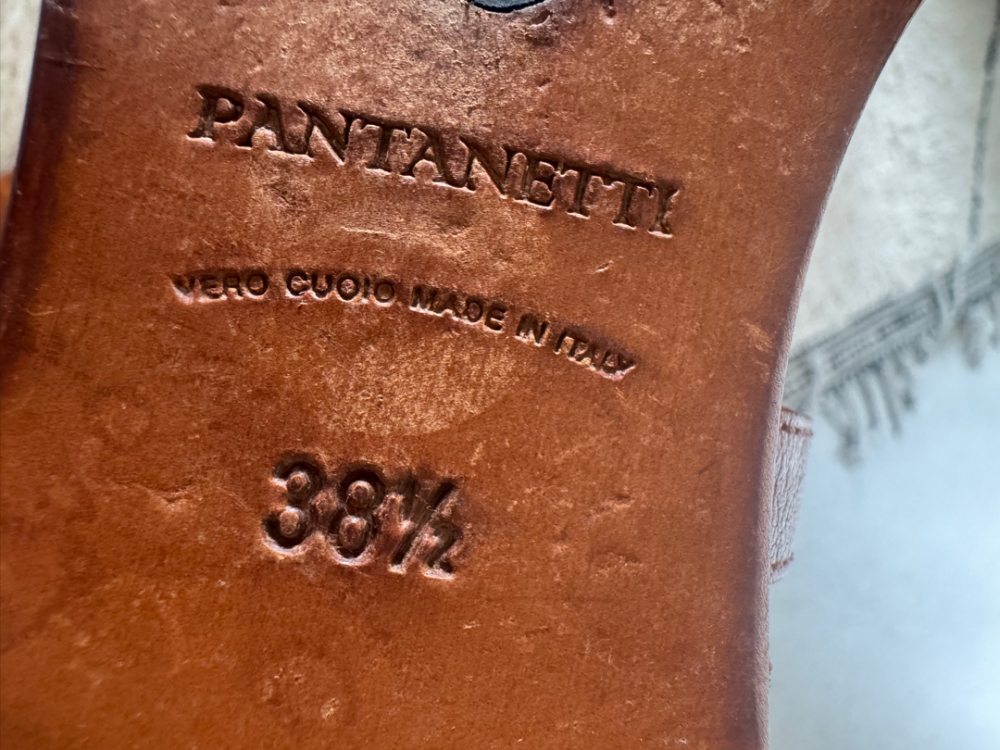 PANTANETTI
VERO CUOIO MADE IN ITALY
38½